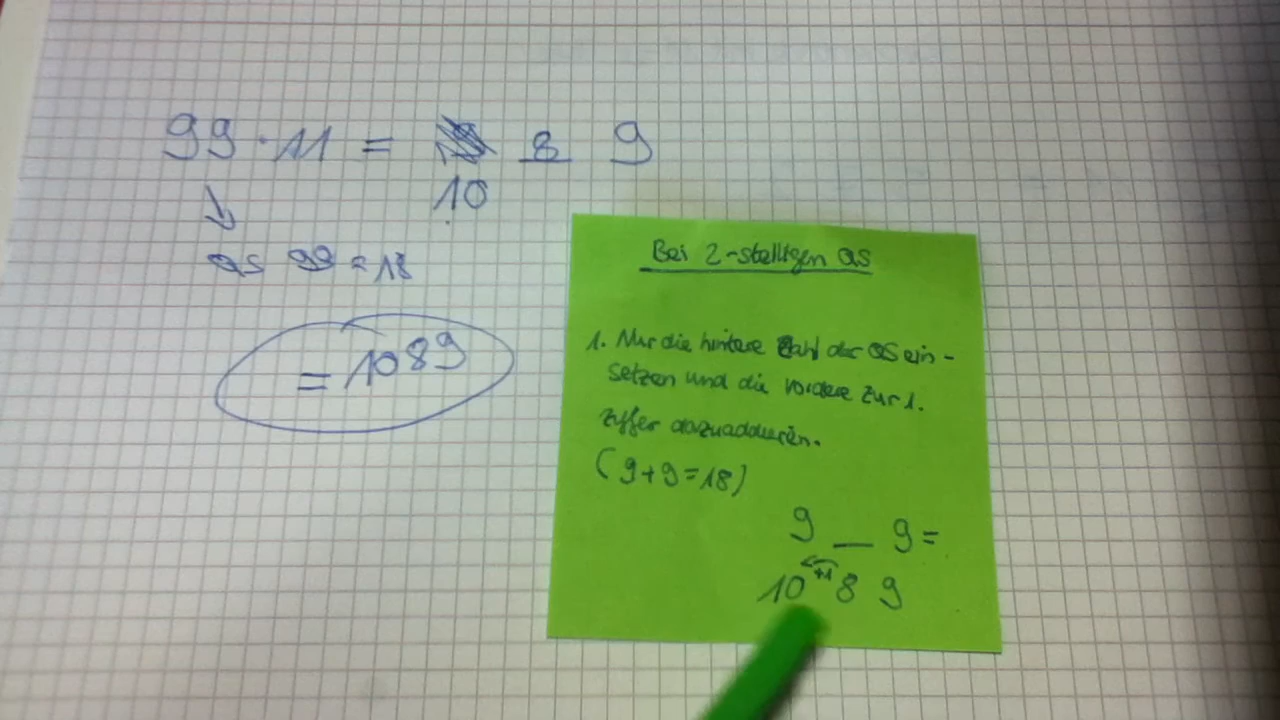 99 · 11 = 8 9
10
QS 99 = 18
= 1089
Bei 2-stelligen QS
1. Nur die hintere Zahl der QS ein-
setzen und die vordere zur 1.
Ziffer dazuaddieren.
(9+9=18)
9 _ 9 =
+1
10 8 9